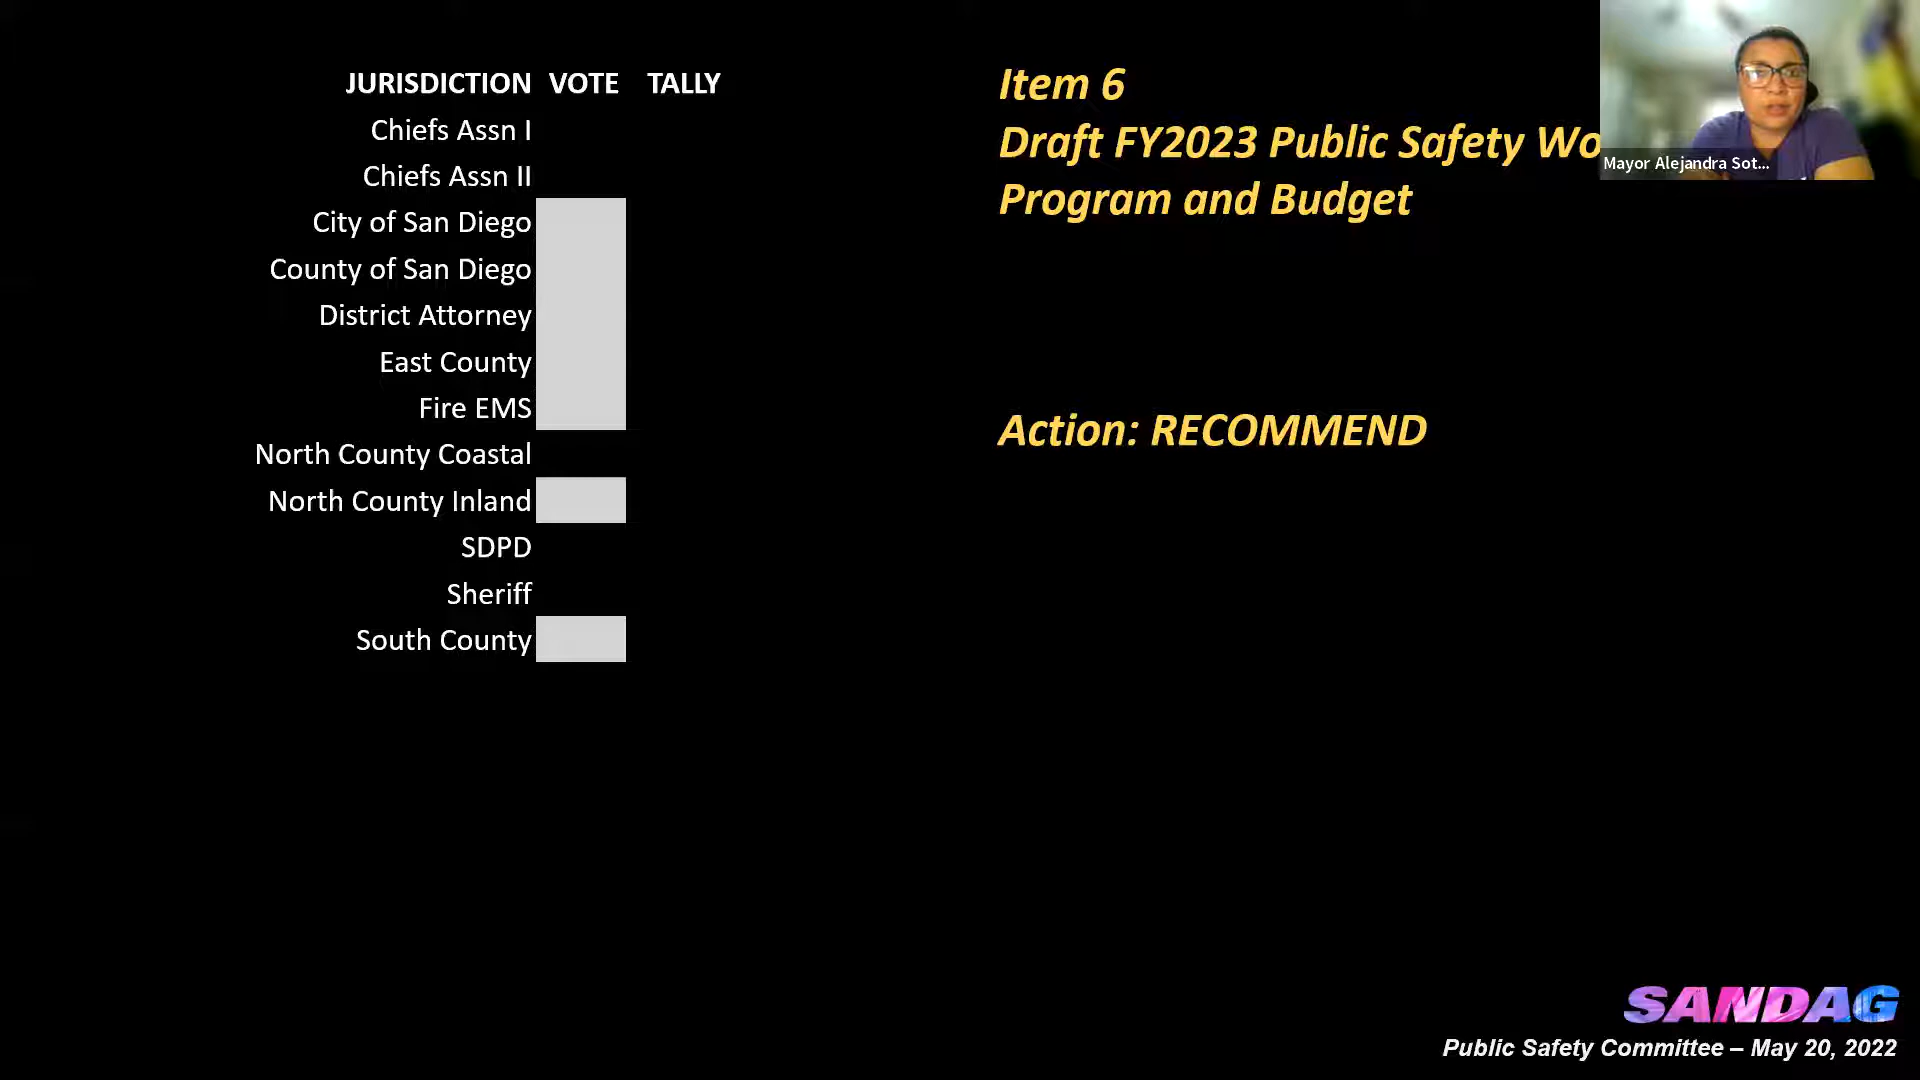 JURISDICTION VOTE TALLY
Chiefs Assn I
Chiefs Assn II
City of San Diego
County of San Diego
District Attorney
East County
Fire EMS
North County Coastal
North County Inland
SDPD
Sheriff
South County
Item 6
Draft FY2023 Public Safety Wo
Program and Budget
Action: RECOMMEND
Mayor Alejandra Sot...
SANDAG
Public Safety Committee – May 20, 2022